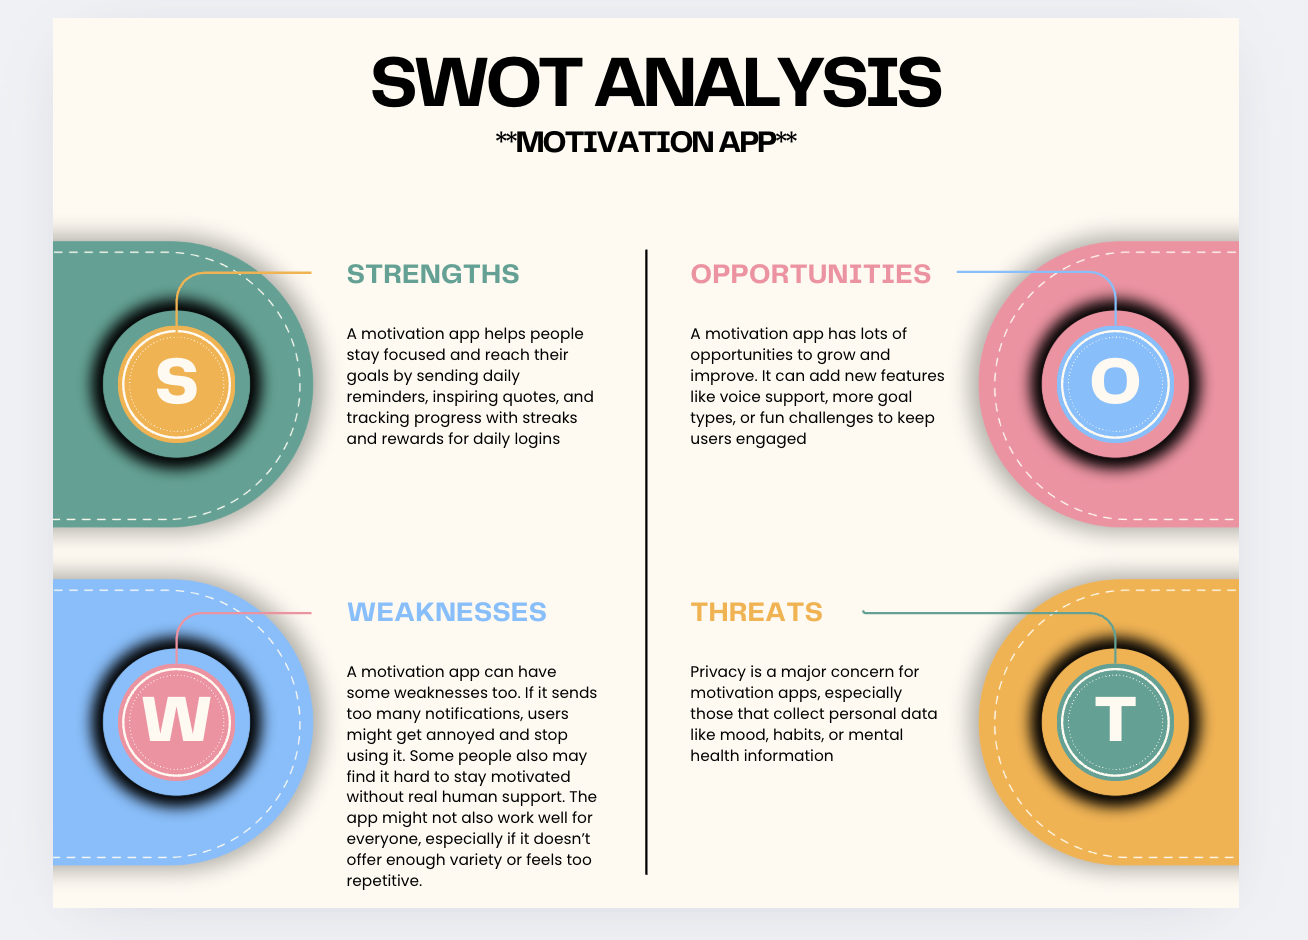 SWOT ANALYSIS
**MOTIVATION APP**
S
STRENGTHS
A motivation app helps people
stay focused and reach their
goals by sending daily
reminders, inspiring quotes, and
tracking progress with streaks
and rewards for daily logins
OPPORTUNITIES
A motivation app has lots of
opportunities to grow and
improve. It can add new features
like voice support, more goal
types, or fun challenges to keep
users engaged
O
W
WEAKNESSES
A motivation app can have
some weaknesses too. If it sends
too many notifications, users
might get annoyed and stop
using it. Some people also may
find it hard to stay motivated
without real human support. The
app might not also work well for
everyone, especially if it doesn’t
offer enough variety or feels too
repetitive.
THREATS
Privacy is a major concern for
motivation apps, especially
those that collect personal data
like mood, habits, or mental
health information
T